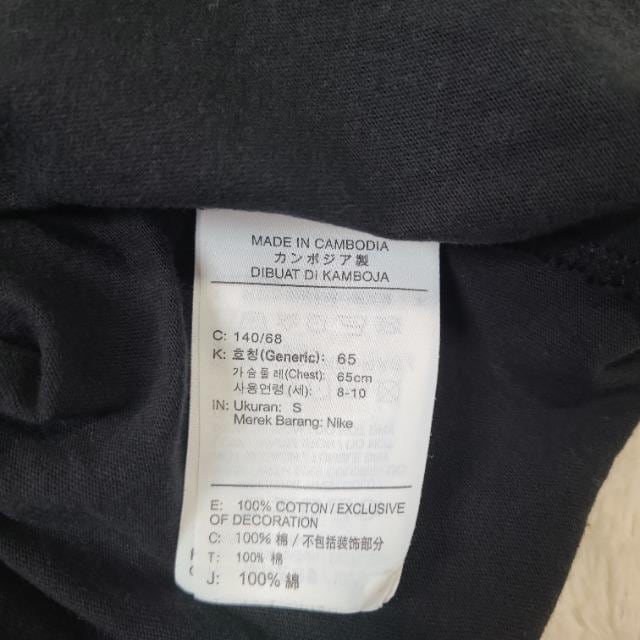 MADE IN CAMBODIA
カンボジア製
DIBUAT Di KAMBOJA
C: 140/68
K: 호칭(Generic): 65
가슴둘레(Chest): 65cm
사용연령 (세): 8-10
IN: Ukuran: S
Merek Barang: Nike
E: 100% COTTON/EXCLUSIVE
OF DECORATION
C: 100% 棉 / 不包括装饰部分
T: 100% 棉
J: 100% 綿